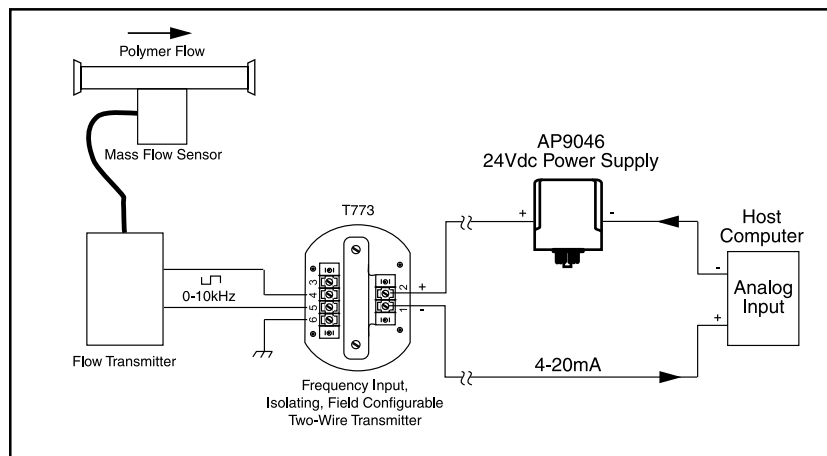 Polymer Flow
Mass Flow Sensor
AP9046
24Vdc Power Supply
+
-
Host
Computer
-
Analog
Input
+
T773
3
4
5
6
2
1
+
-
0-10kHz
Flow Transmitter
4-20mA
Frequency Input,
Isolating, Field Configurable
Two-Wire Transmitter